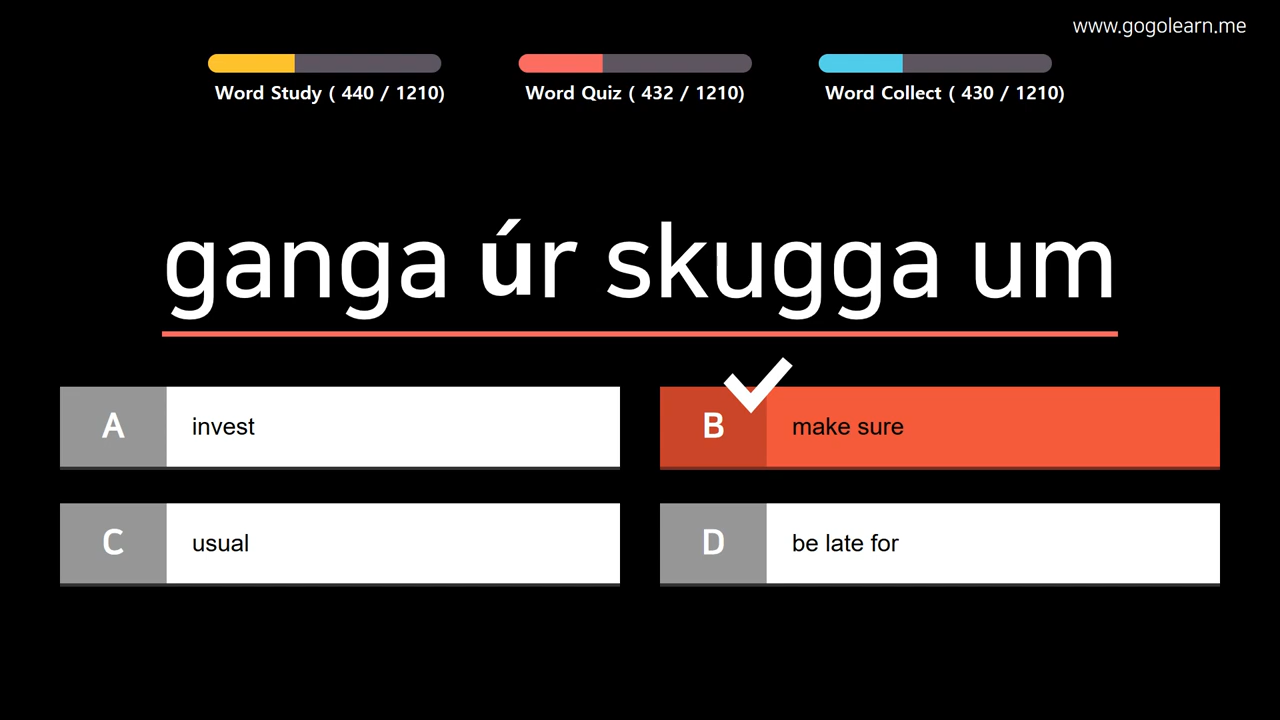 www.gogolearn.me
Word Study ( 440 / 1210)
Word Quiz ( 432 / 1210)
Word Collect ( 430 / 1210)
ganga úr skugga um
A invest
B make sure
C usual
D be late for